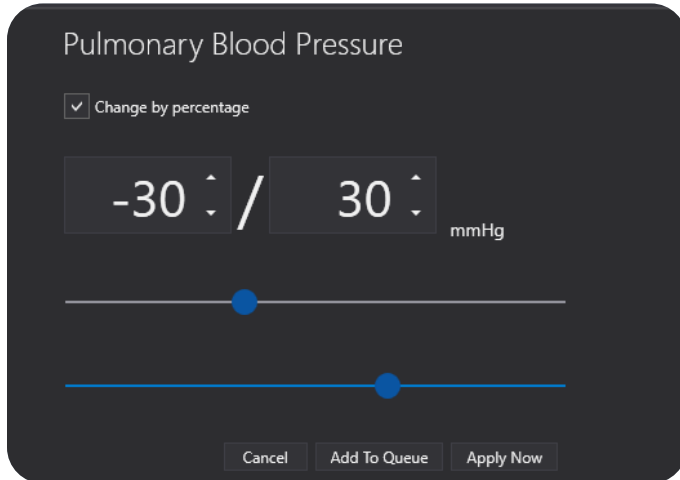 Pulmonary Blood Pressure
Change by percentage
-30 / 30 mmHg
Cancel Add To Queue Apply Now